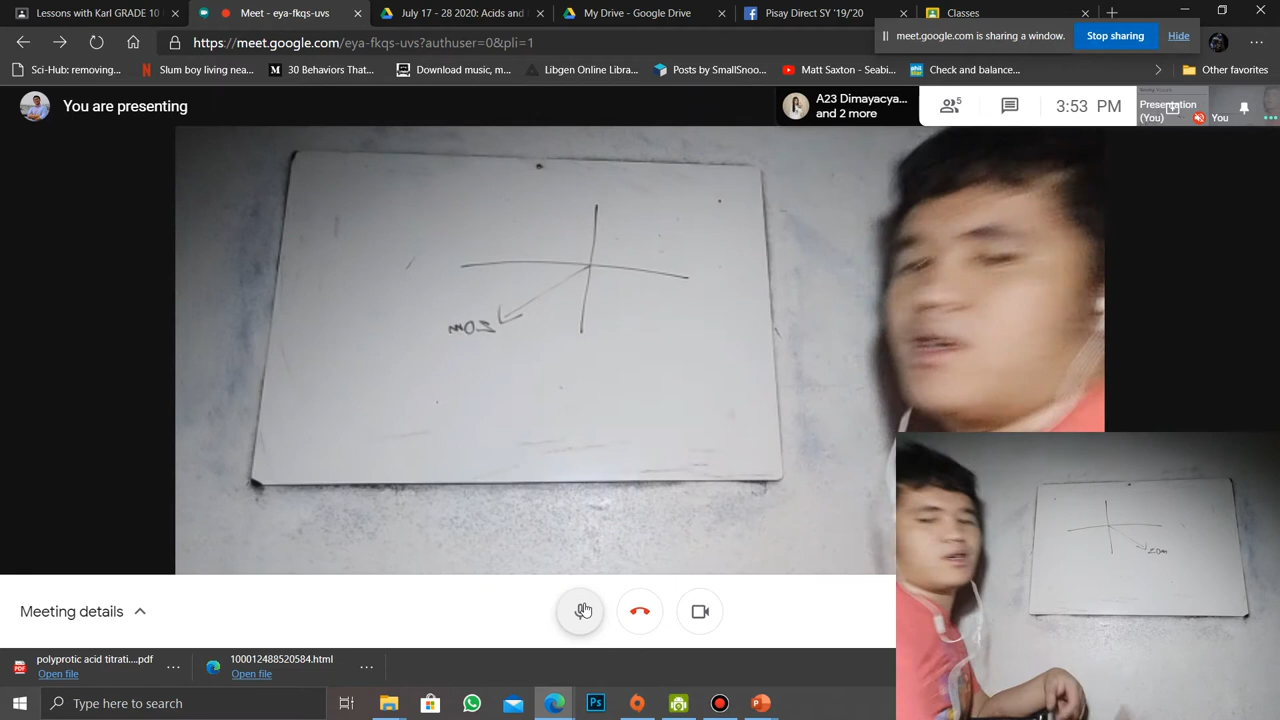 Lessons with Karl GRADE 10
Meet - eya-fkqs-uvs
July 17 - 28 2020: Acids and
My Drive - Google Drive
Pisay Direct SY '19/'20
Classes
https://meet.google.com/eya-fkqs-uvs?authuser=0&pli=1
meet.google.com is sharing a window.
Stop sharing
Hide
Sci-Hub: removing...
Slum boy living nea...
30 Behaviors That...
Download music, m...
Libgen Online Libra...
Posts by SmallSnoo...
Matt Saxton - Seabi...
Check and balance...
Other favorites
You are presenting
A23 Dimayacya...
and 2 more
5
3:53 PM
Presentation
(You)
You
20m
20m
Meeting details
polyprotic acid titrati....pdf
Open file
100012488520584.html
Open file
Type here to search